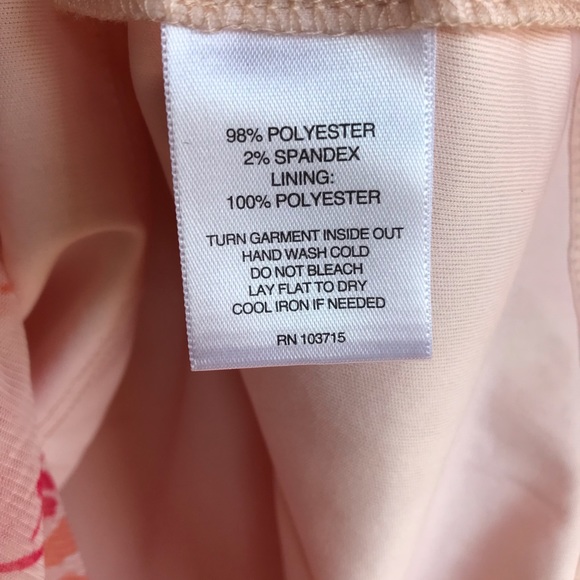 98% POLYESTER
2% SPANDEX
LINING:
100% POLYESTER
TURN GARMENT INSIDE OUT
HAND WASH COLD
DO NOT BLEACH
LAY FLAT TO DRY
COOL IRON IF NEEDED
RN 103715